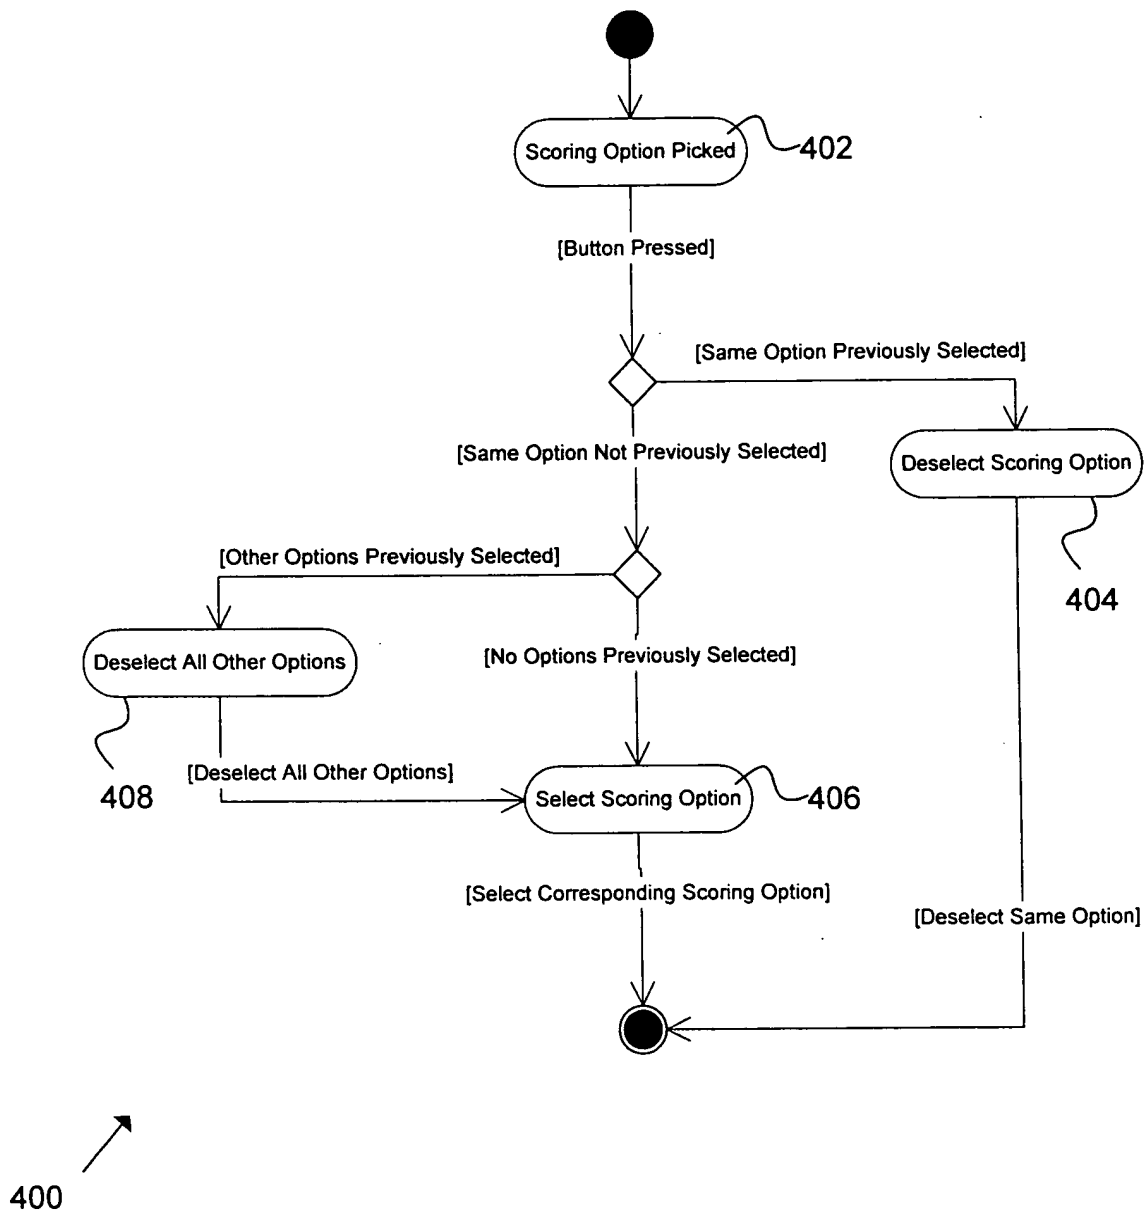 Scoring Option Picked
402
[Button Pressed]
[Same Option Previously Selected]
[Same Option Not Previously Selected]
Deselect Scoring Option
404
[Other Options Previously Selected]
Deselect All Other Options
[No Options Previously Selected]
408
[Deselect All Other Options]
Select Scoring Option
406
[Select Corresponding Scoring Option]
[Deselect Same Option]
400